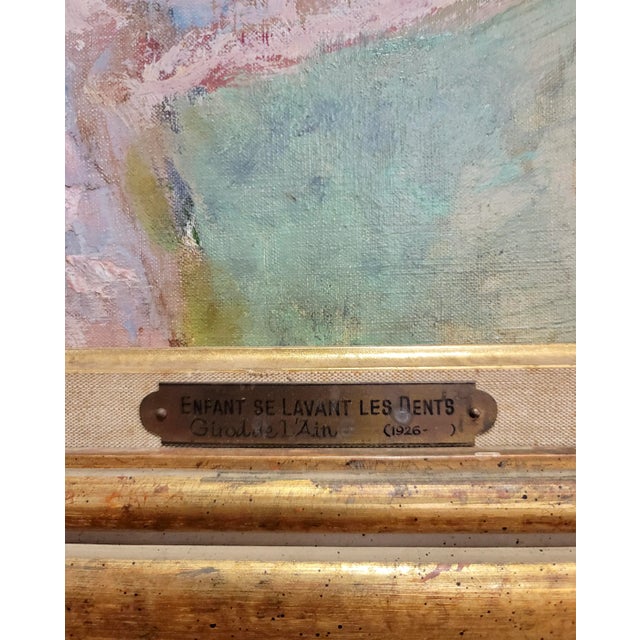 ENFANT SE LAVANT LES DENTS
Girod de l'Ain (1926- )